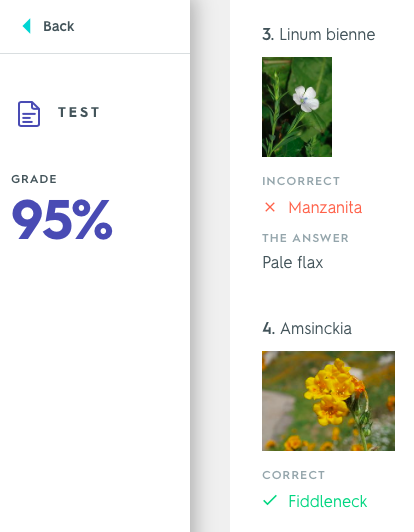 Back
TEST
GRADE
95%
3. Linum bienne
INCORRECT
Manzanita
THE ANSWER
Pale flax
4. Amsinckia
CORRECT
Fiddleneck